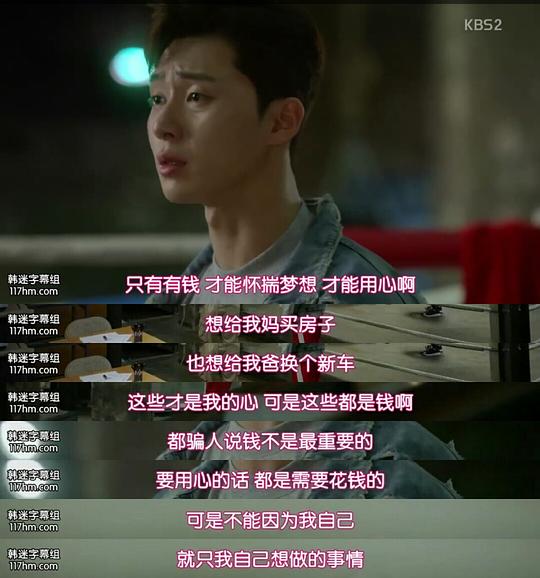 KBS2
韩迷字幕组
117hm.com
只有有钱 才能怀揣梦想 才能用心啊
韩迷字幕组
117hm.com
想给我妈买房子
韩迷字幕组
117hm.com
也想给我爸换个新车
韩迷字幕组
117hm.com
这些才是我的心 可是这些都是钱啊
韩迷字幕组
117hm.com
都骗人说钱不是最重要的
韩迷字幕组
117hm.com
要用心的话 都是需要花钱的
韩迷字幕组
117hm.com
可是不能因为我自己
韩迷字幕组
117hm.com
就只我自己想做的事情